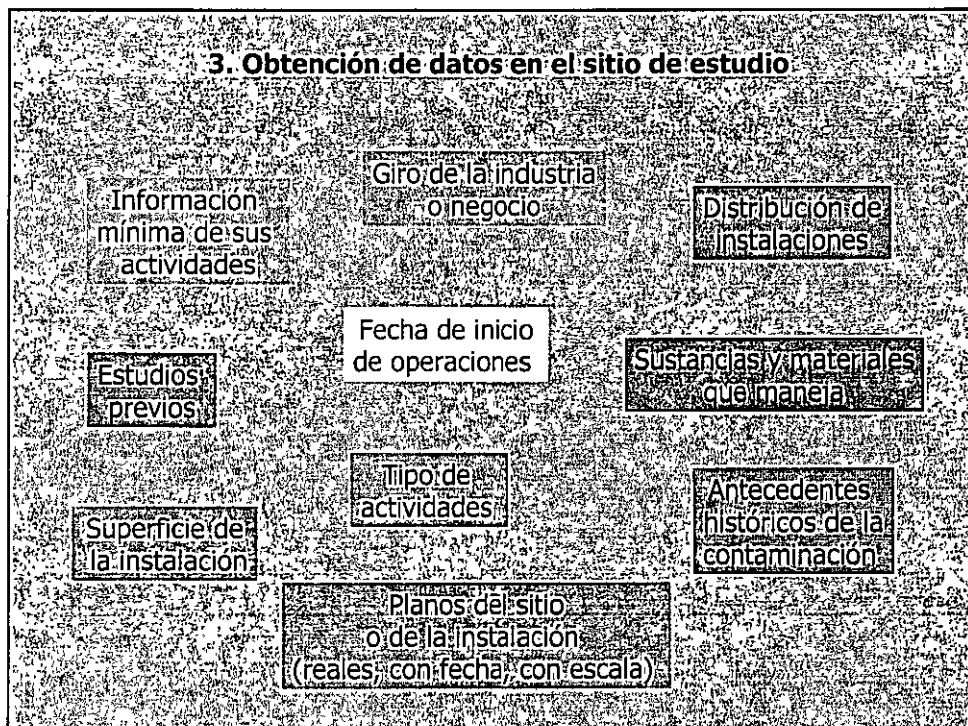 3. Obtención de datos en el sitio de estudio
Información
mínima de sus
actividades
Giro de la industria
o negocio
Distribución de
instalaciones
Fecha de inicio
de operaciones
Estudios
previos
Sustancias y materiales
que maneja
Tipo de
actividades
Superficie de
la instalación
Antecedentes
históricos de la
contaminación
Planos del sitio
o de la instalación
(reales, con fecha, con escala)